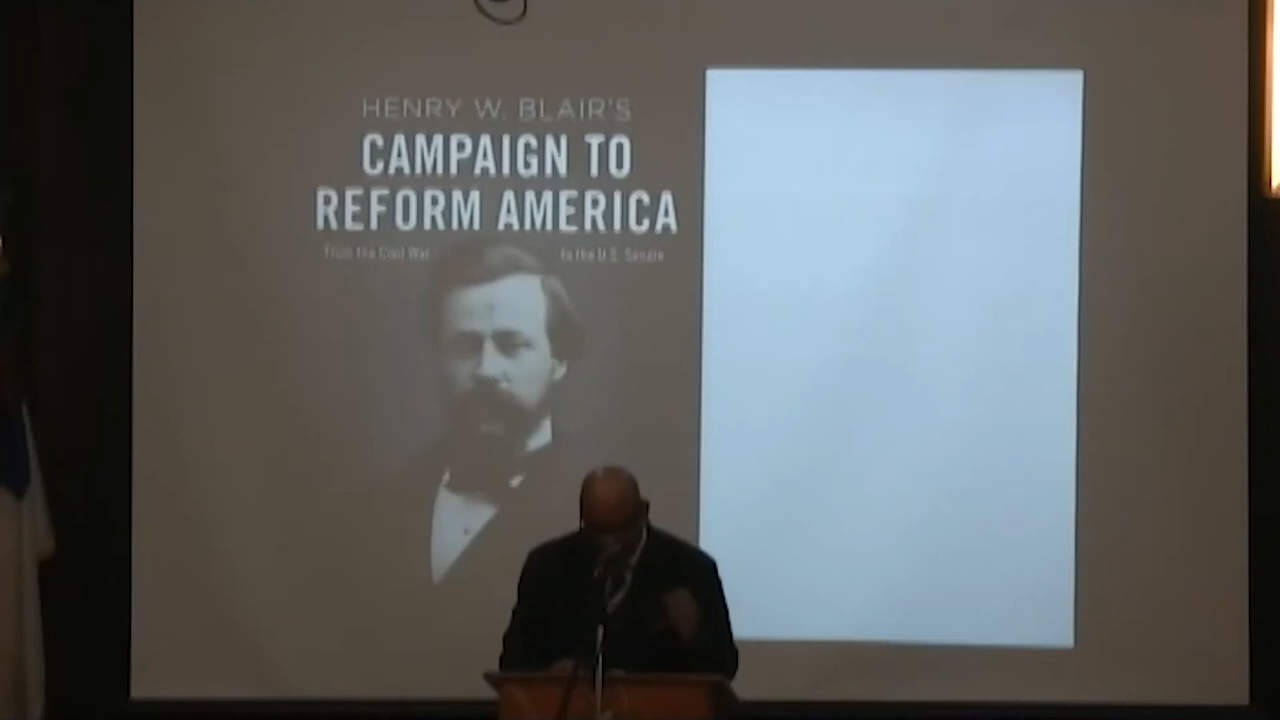 HENRY W. BLAIR'S
CAMPAIGN TO
REFORM AMERICA
From the Civil War to the U.S. Senate